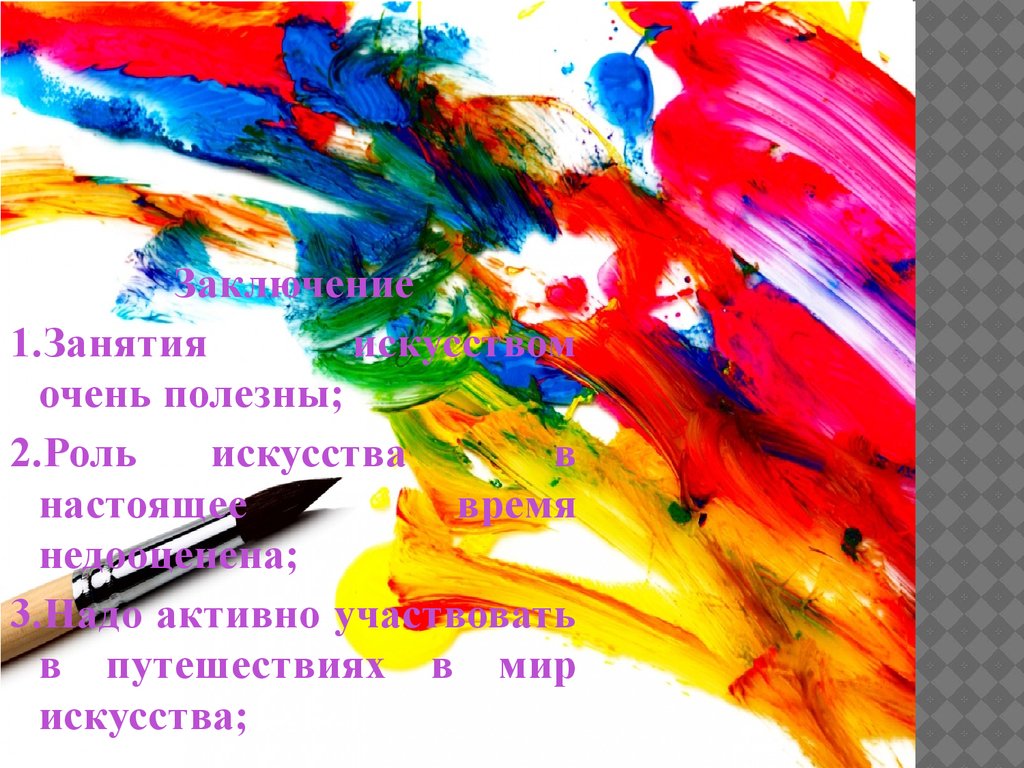 Заключение
1.Занятия искусством
очень полезны;
2.Роль искусства в
настоящее время
недооценена;
3.Надо активно участвовать
в путешествиях в мир
искусства;